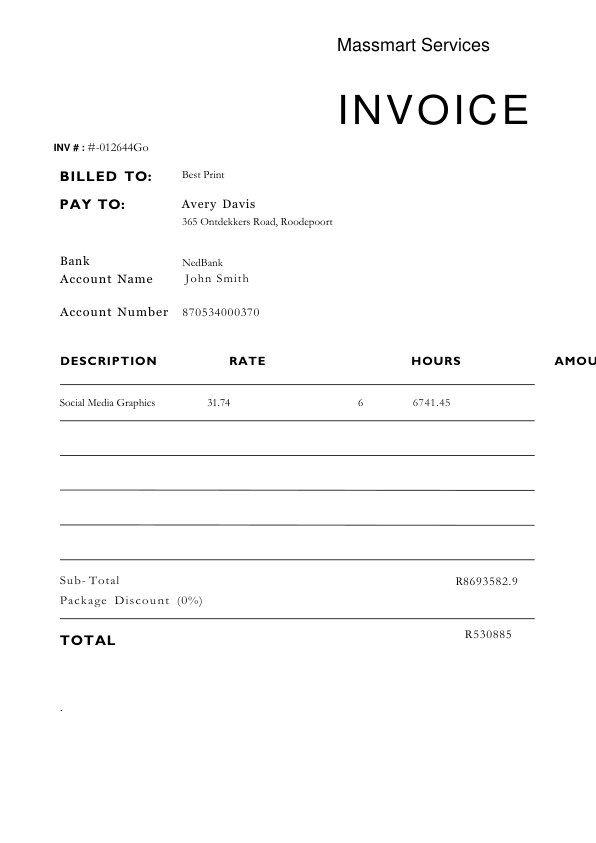 Massmart Services
INVOICE
INV # : #-012644Go
BILLED TO: Best Print
PAY TO: Avery Davis
365 Ontdekkers Road, Roodepoort
Bank NedBank
Account Name John Smith
Account Number 870534000370
DESCRIPTION RATE HOURS AMOU
Social Media Graphics 31.74 6 6741.45
Sub-Total R8693582.9
Package Discount (0%)
TOTAL R530885
.